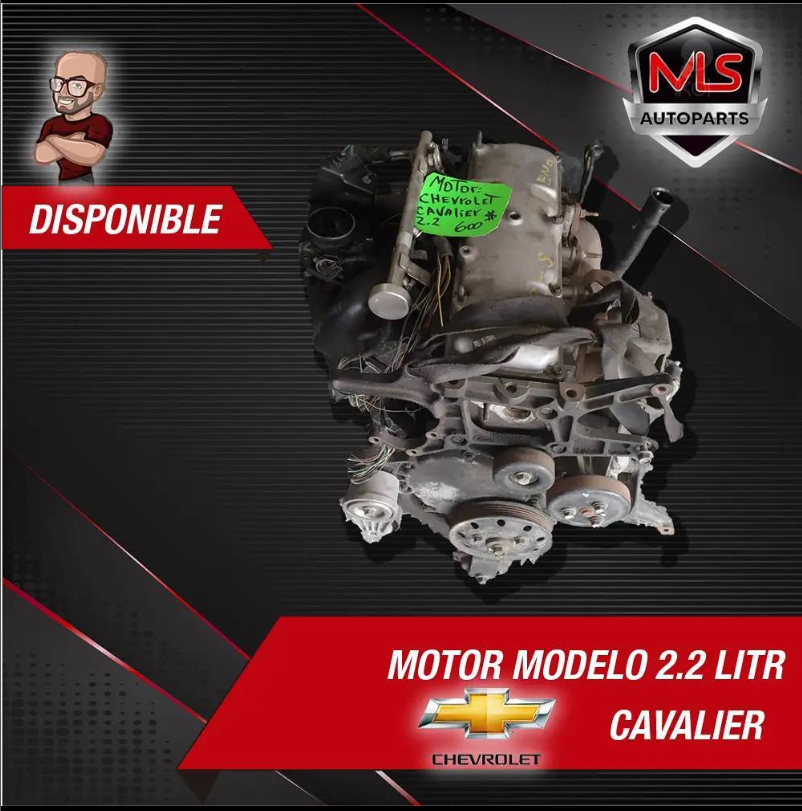 MLS
AUTOPARTS
DISPONIBLE
MOTOR:
CHEVROLET
CAVALIER #
2.2 600
MOTOR MODELO 2.2 LITR
CAVALIER
CHEVROLET